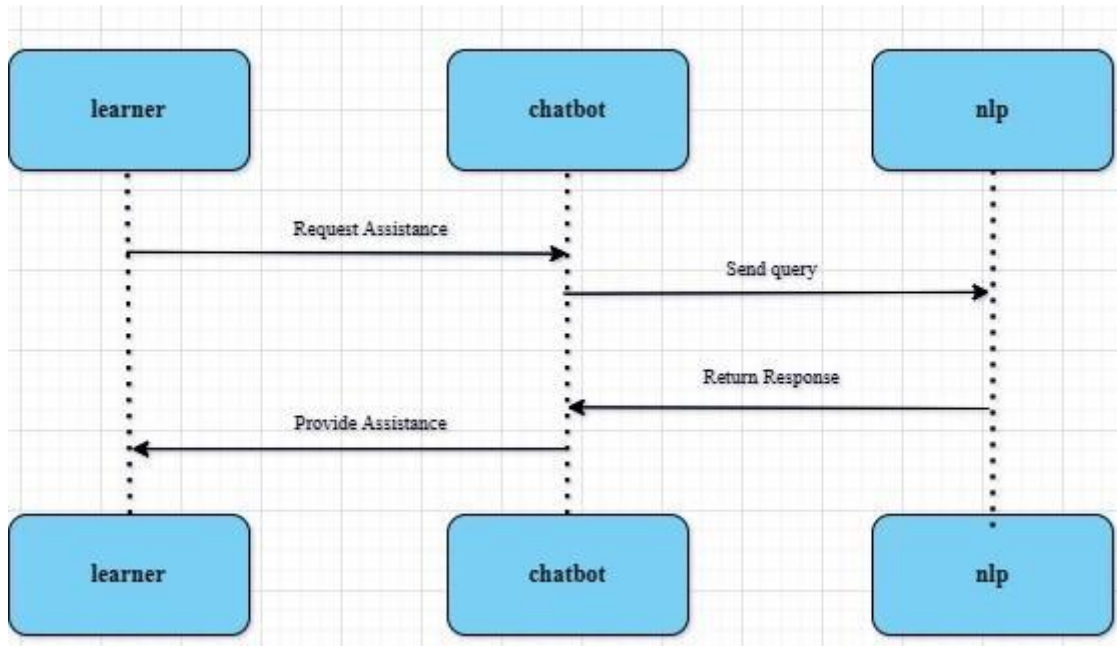 learner
chatbot
nlp
Request Assistance
Send query
Return Response
Provide Assistance
learner
chatbot
nlp